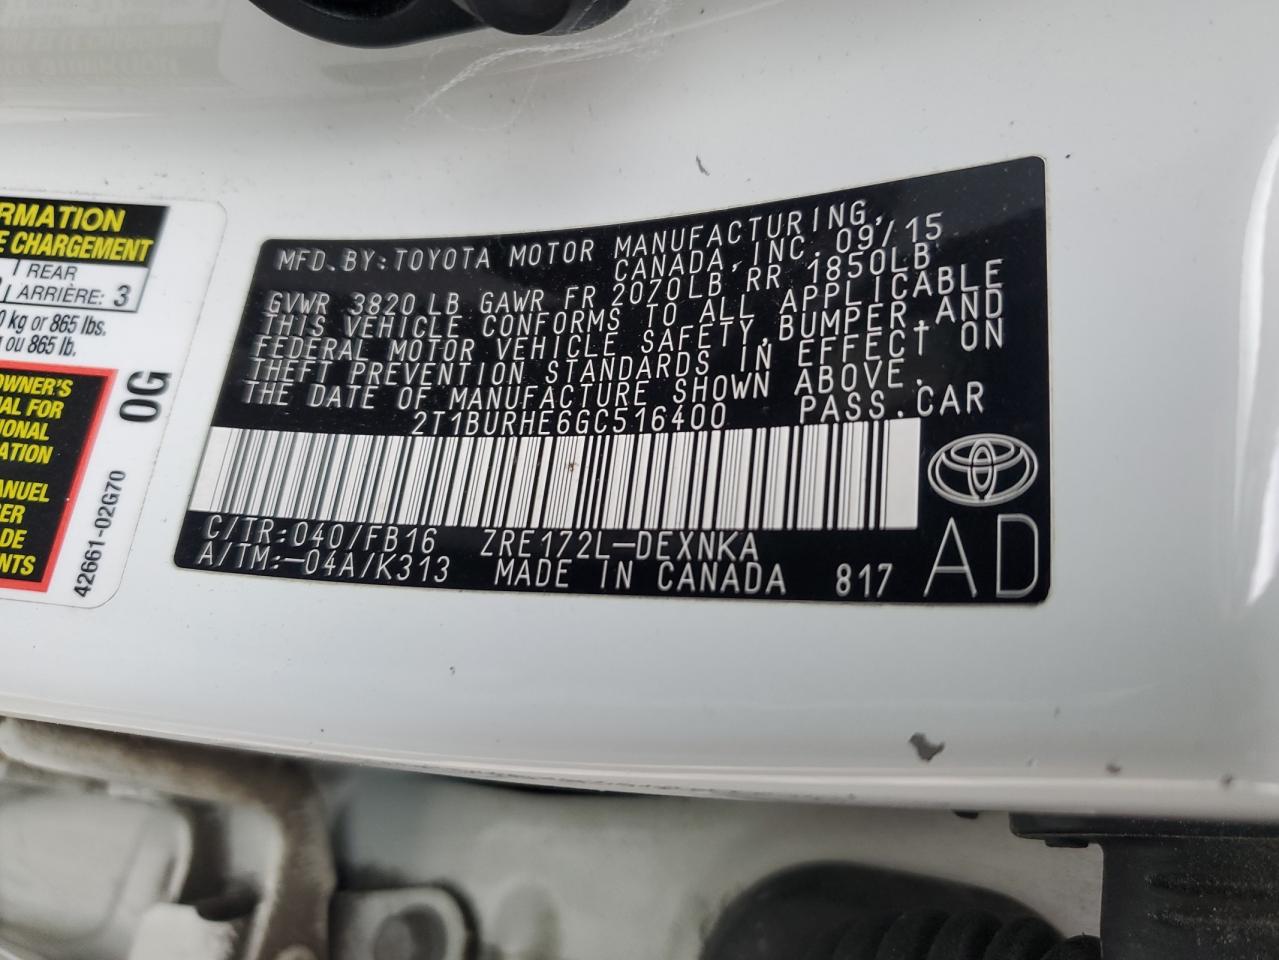 RMATION
E CHARGEMENT
REAR
ARRIÈRE: 3
kg or 865 lbs.
ou 865 lb.
OWNER'S
AL FOR
IONAL
ATION
ANUEL
DE
0G
42661-02G70
MFD.BY:TOYOTA MOTOR MANUFACTURING,
CANADA,INC. 09/15
GVWR 3820 LB GAWR FR 2070LB RR 1850LB
THIS VEHICLE CONFORMS TO ALL APPLICABLE
FEDERAL MOTOR VEHICLE SAFETY,BUMPER,AND
THEFT PREVENTION STANDARDS IN EFFECT ON
THE DATE OF MANUFACTURE SHOWN ABOVE.
2T1BURHE6GC516400 PASS.CAR
C/TR:040/FB16 ZRE172L-DEXNKA
A/TM:-04A/K313 MADE IN CANADA 817
AD